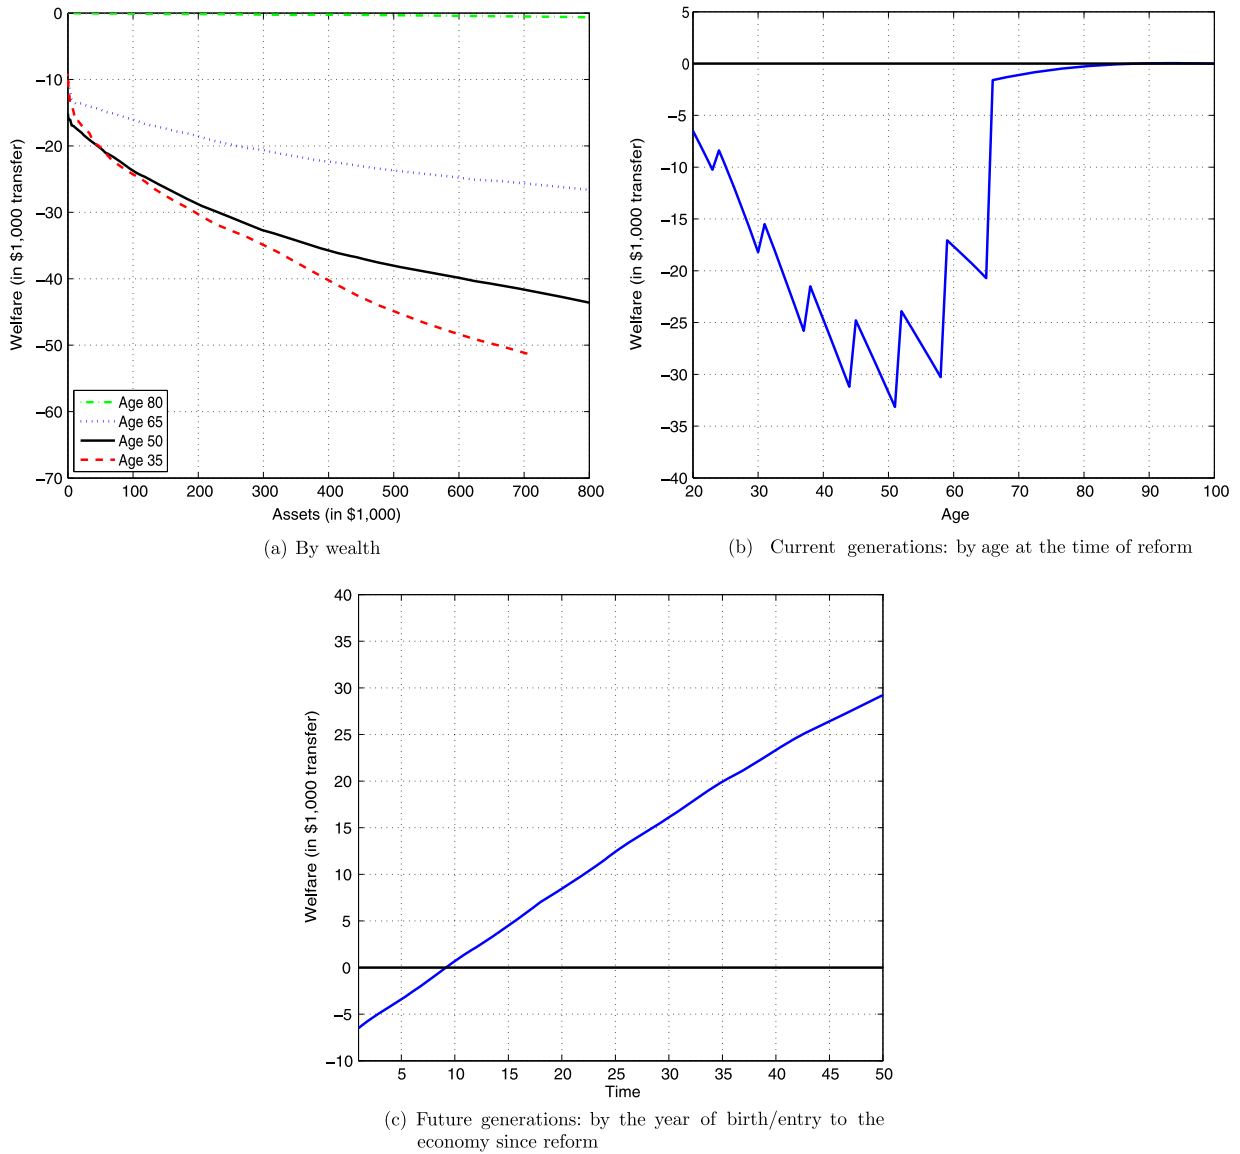 0
−10
−20
−30
−40
−50
−60
−70
Welfare (in $1,000 transfer)
Age 80
Age 65
Age 50
Age 35
0 100 200 300 400 500 600 700 800
Assets (in $1,000)
(a) By wealth
5
0
−5
−10
−15
−20
−25
−30
−35
−40
Welfare (in $1,000 transfer)
20 30 40 50 60 70 80 90 100
Age
(b) Current generations: by age at the time of reform
40
35
30
25
20
15
10
5
0
−5
−10
Welfare (in $1,000 transfer)
5 10 15 20 25 30 35 40 45 50
Time
(c) Future generations: by the year of birth/entry to the
economy since reform